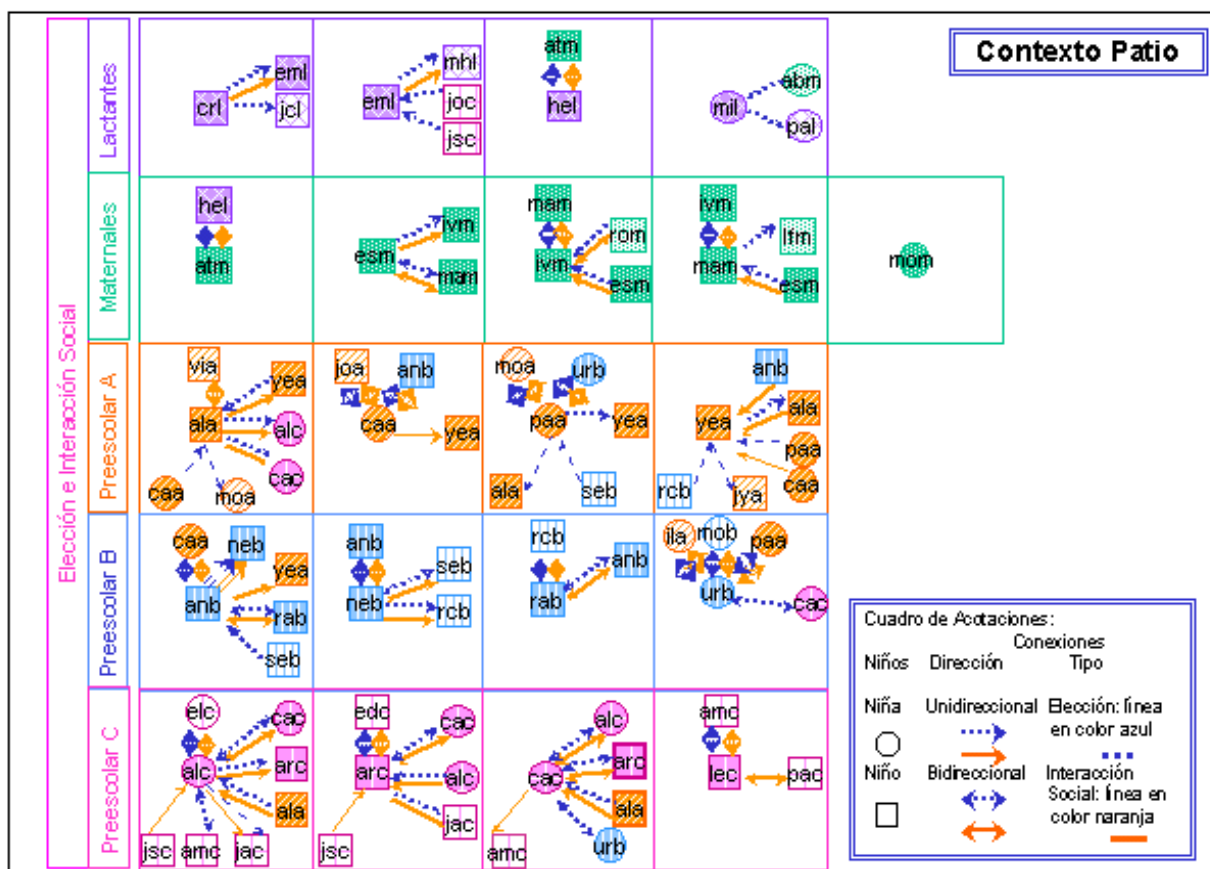 Contexto Patio
Elección e Interacción Social
Lactantes
crl
eml
jcl
eml
mhl
joc
jsc
atm
hel
mil
abm
pal
Maternales
hel
atm
esm
ivm
mam
mam
ivm
rom
esm
ivm
mam
ltm
esm
mom
Preescolar A
via
ala
yea
alc
cac
caa
moa
joa
anb
caa
yea
moa
urb
paa
yea
ala
seb
anb
yea
ala
paa
caa
rcb
jya
Preescolar B
caa
neb
anb
yea
rab
seb
anb
neb
seb
rcb
rcb
rab
anb
ila
mob
paa
urb
cac
Preescolar C
elc
alc
cac
arc
ala
jsc
amc
jac
edc
arc
cac
alc
jac
jsc
alc
cac
arc
ala
urb
amc
amc
lec
pac
Cuadro de Acotaciones:
Conexiones
Niños Dirección Tipo
Niña Unidireccional Elección: línea
en color azul
Niño Bidireccional Interacción
Social: línea en
color naranja